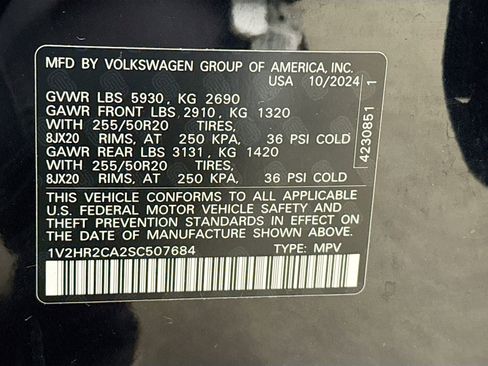 MFD BY VOLKSWAGEN GROUP OF AMERICA, INC.
USA 10/2024
GVWR LBS 5930, KG 2690
GAWR FRONT LBS 2910, KG 1320
WITH 255/50R20 TIRES,
8JX20 RIMS, AT 250 KPA, 36 PSI COLD
GAWR REAR LBS 3131, KG 1420
WITH 255/50R20 TIRES,
8JX20 RIMS, AT 250 KPA, 36 PSI COLD
THIS VEHICLE CONFORMS TO ALL APPLICABLE
U.S. FEDERAL MOTOR VEHICLE SAFETY AND
THEFT PREVENTION STANDARDS IN EFFECT ON
THE DATE OF MANUFACTURE SHOWN ABOVE.
1V2HR2CA2SC507684 TYPE: MPV
4230851 1